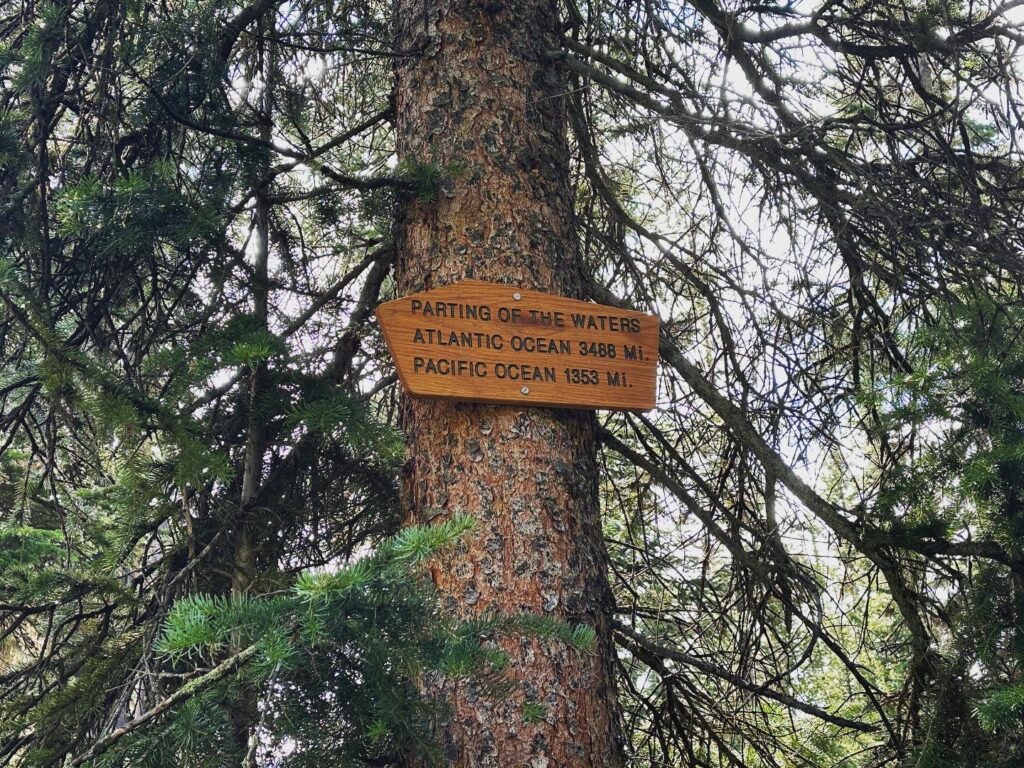 PARTING OF THE WATERS
ATLANTIC OCEAN 3488 Mi.
PACIFIC OCEAN 1353 Mi.